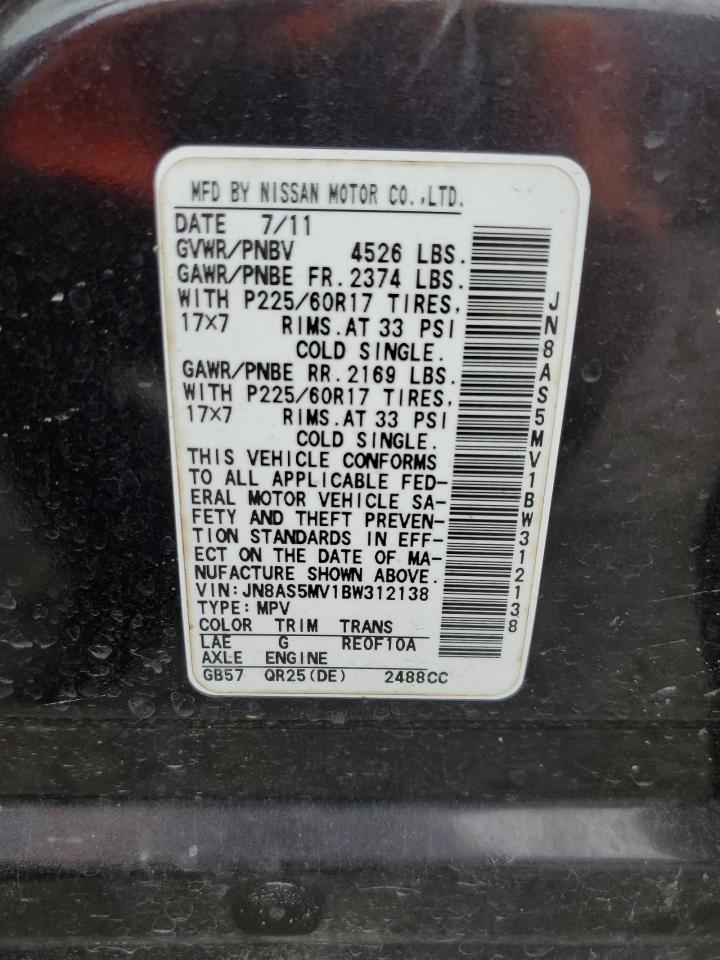 MFD BY NISSAN MOTOR CO.,LTD.
DATE 7/11
GVWR/PNBV 4526 LBS.
GAWR/PNBE FR. 2374 LBS.
WITH P225/60R17 TIRES,
17×7 RIMS.AT 33 PSI
COLD SINGLE.
GAWR/PNBE RR. 2169 LBS.
WITH P225/60R17 TIRES,
17×7 RIMS.AT 33 PSI
COLD SINGLE.
THIS VEHICLE CONFORMS
TO ALL APPLICABLE FED-
ERAL MOTOR VEHICLE SA-
FETY AND THEFT PREVEN-
TION STANDARDS IN EFF-
ECT ON THE DATE OF MA-
NUFACTURE SHOWN ABOVE.
VIN:JN8AS5MV1BW312138
TYPE:MPV
COLOR TRIM TRANS
LAE G RE0F10A
AXLE ENGINE
GB57 QR25(DE) 2488CC
JN8AS5MV1BW312138